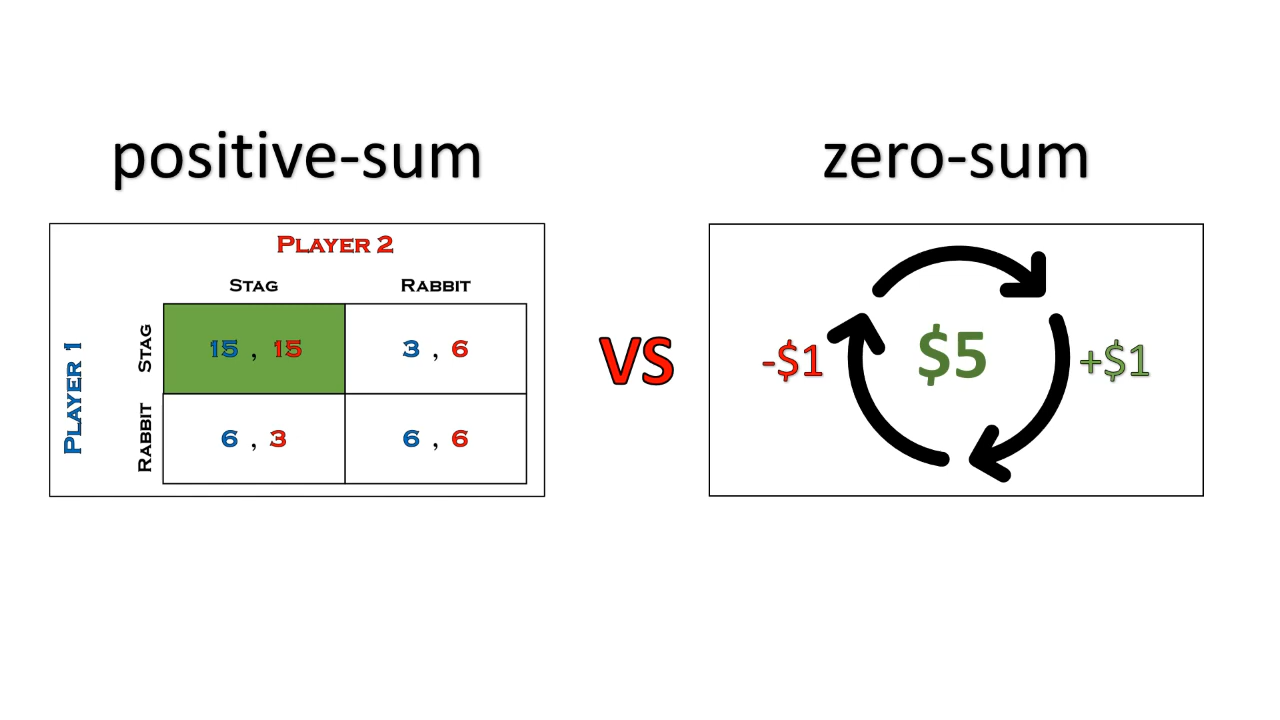 positive-sum
PLAYER 2
STAG RABBIT
PLAYER 1
STAG
15 , 15
3 , 6
RABBIT
6 , 3
6 , 6
VS
zero-sum
-$1
$5
+$1